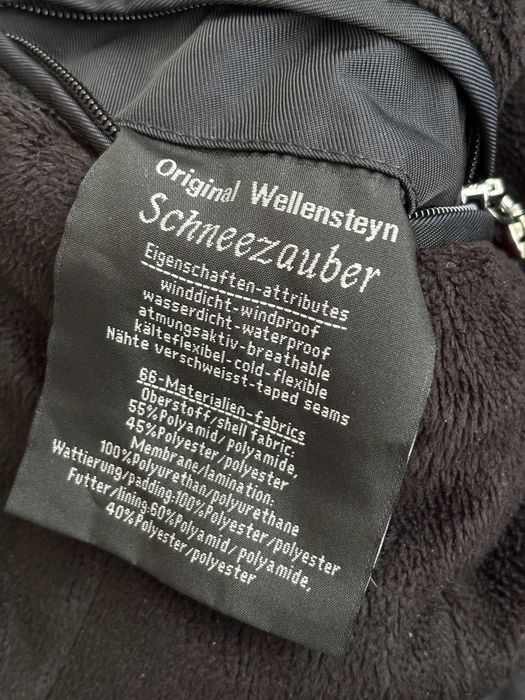 Original Wellensteyn
Schneezauber
Eigenschaften-attributes
winddicht-windproof
wasserdicht-waterproof
atmungsaktiv-breathable
kälteflexibel-cold-flexible
Nähte verschweisst-taped seams
66-Materialien-fabrics
Oberstoff/shell fabric:
55%Polyamid/polyamide,
45%Polyester/polyester
Membrane/lamination:
100%Polyurethan/polyurethane
Wattierung/padding:100%Polyester/polyester
Futter/lining:60%Polyamid/polyamide,
40%Polyester/polyester